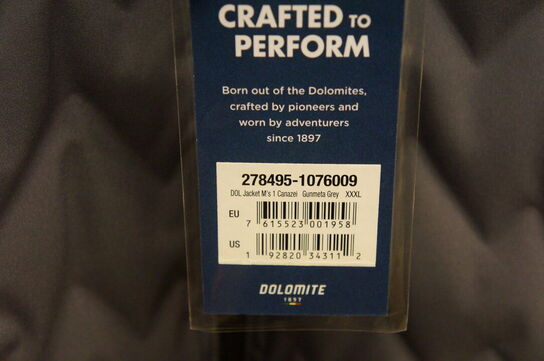 CRAFTED TO
PERFORM
Born out of the Dolomites,
crafted by pioneers and
worn by adventurers
since 1897
278495-1076009
DOL Jacket M's 1 Canazei Gunmeta Grey XXXL
EU
7 615523 001958
US
1 92820 34311 2
DOLOMITE
1897